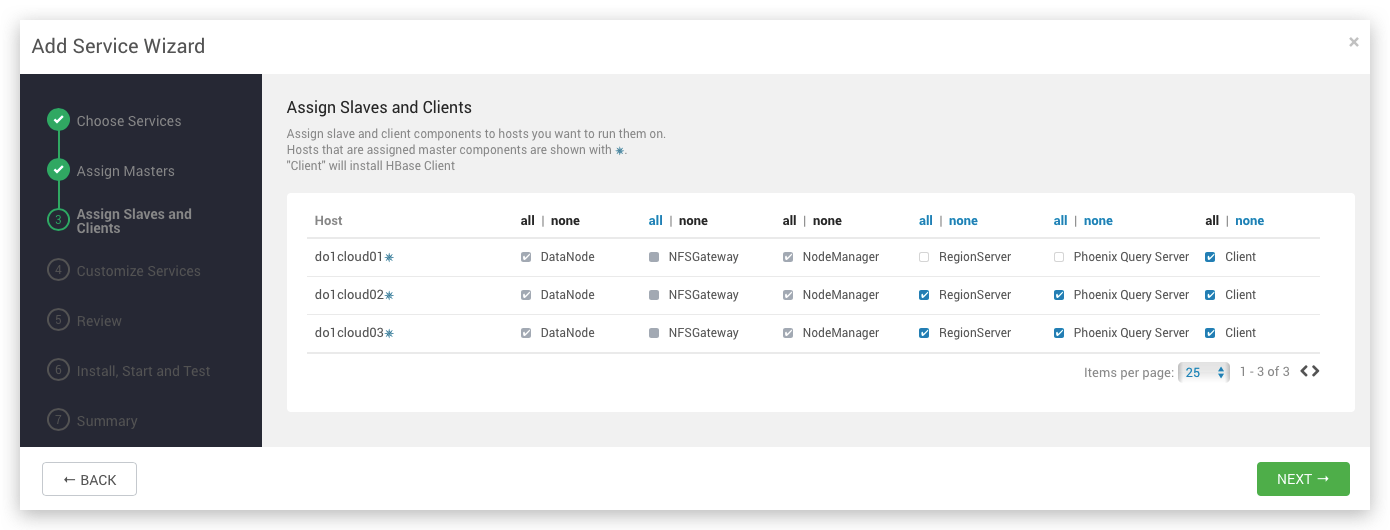 Add Service Wizard
×
Choose Services
Assign Masters
3 Assign Slaves and
Clients
4 Customize Services
5 Review
6 Install, Start and Test
7 Summary
Assign Slaves and Clients
Assign slave and client components to hosts you want to run them on.
Hosts that are assigned master components are shown with ✷.
"Client" will install HBase Client
Host all | none all | none all | none all | none all | none all | none
do1cloud01✷ DataNode NFSGateway NodeManager RegionServer Phoenix Query Server Client
do1cloud02✷ DataNode NFSGateway NodeManager RegionServer Phoenix Query Server Client
do1cloud03✷ DataNode NFSGateway NodeManager RegionServer Phoenix Query Server Client
Items per page: 25 1 - 3 of 3
← BACK
NEXT →